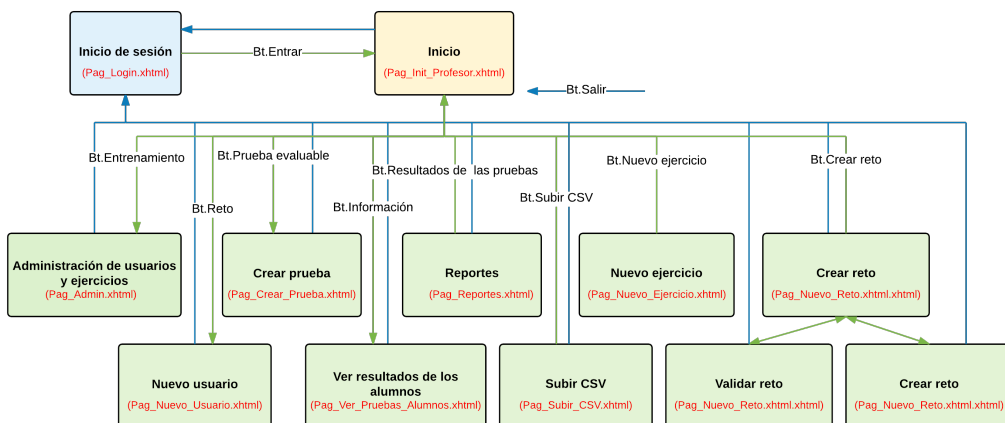 Inicio de sesión
(Pag_Login.xhtml)
Bt.Entrar
Inicio
(Pag_Init_Profesor.xhtml)
Bt.Salir
Bt.Entrenamiento
Bt.Prueba evaluable
Bt.Resultados de  las pruebas
Bt.Nuevo ejercicio
Bt.Crear reto
Bt.Reto
Bt.Información
Bt.Subir CSV
Administración de usuarios
y ejercicios
(Pag_Admin.xhtml)
Crear prueba
(Pag_Crear_Prueba.xhtml)
Reportes
(Pag_Reportes.xhtml)
Nuevo ejercicio
(Pag_Nuevo_Ejercicio.xhtml)
Crear reto
(Pag_Nuevo_Reto.xhtml.xhtml)
Nuevo usuario
(Pag_Nuevo_Usuario.xhtml)
Ver resultados de los
alumnos
(Pag_Ver_Pruebas_Alumnos.xhtml)
Subir CSV
(Pag_Subir_CSV.xhtml)
Validar reto
(Pag_Nuevo_Reto.xhtml.xhtml)
Crear reto
(Pag_Nuevo_Reto.xhtml.xhtml)